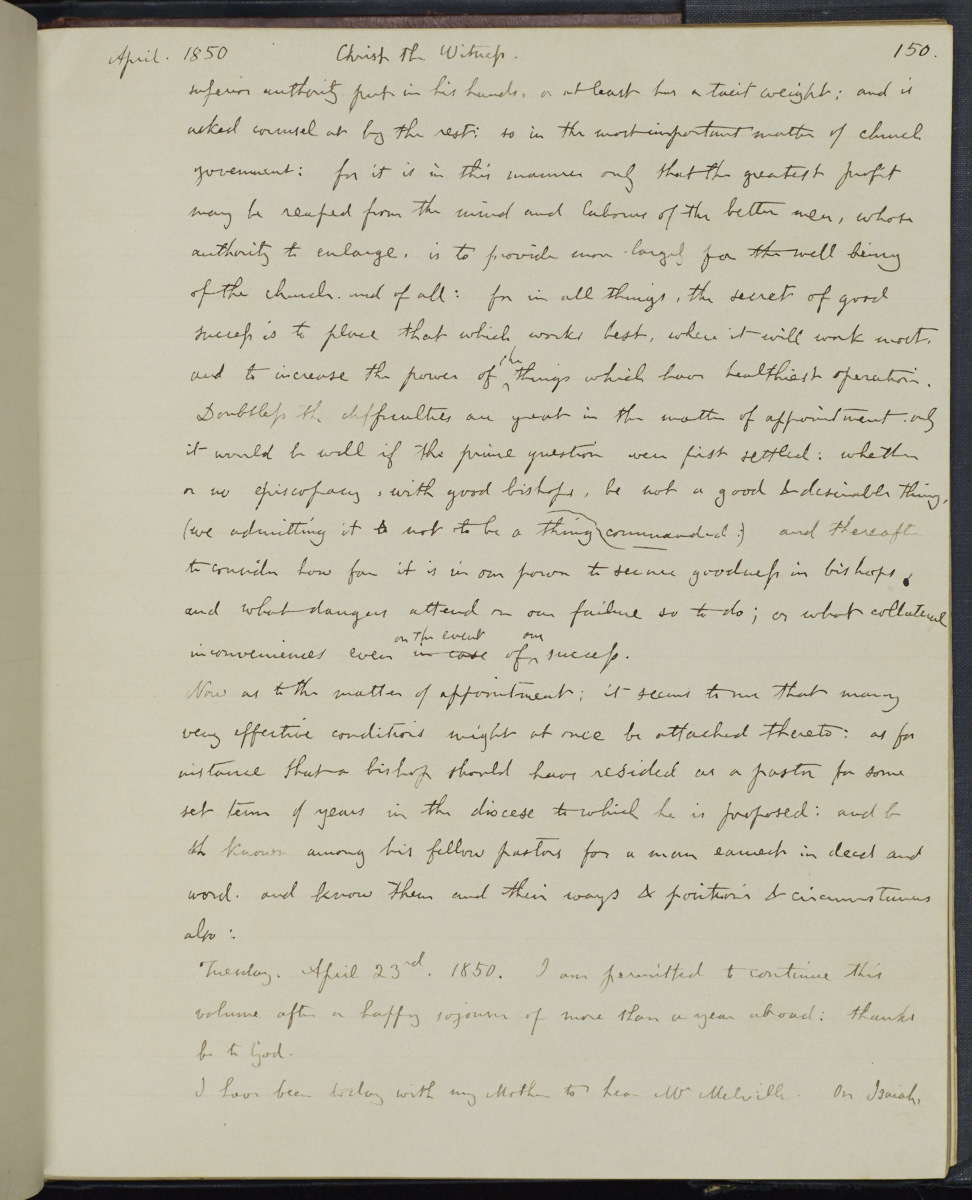 April. 1850 Christ the Witness. 150.
superior authority put in his hands, or at least has a tacit weight; and is
asked counsel at by the rest: so in the most important matter of church
government: for it is in this manner only that the greatest profit
may be reaped from the mind and labours of the better men, whose
authority to enlarge, is to provide more largely for the well being
of the church. and of all: for in all things, the secret of good
success is to place that which works best, where it will work most.
and to increase the power of the things which have healthiest operation.
Doubtless the difficulties are great in the matter of appointment. only
it would be well if the prime question were first settled: whether
or no episcopacy, with good bishops, be not a good & desirable thing,
(we admitting it to not to be a thing commanded:) and thereafter
to consider how far it is in our power to secure goodness in bishops,
and what dangers attend on our failure so to do; or what collateral
inconveniences even in case on the event of our success.
Now as to the matter of appointment; it seems to me that many
very effective conditions might at once be attached thereto: as for
instance that a bishop should have resided as a pastor for some
set term of years in the diocese to which he is proposed: and be
known among his fellow pastors for a man earnest in deed and
word. and know them and their ways & positions & circumstances
also:
Tuesday. April 23rd. 1850. I am permitted to continue this
volume after a happy sojourn of more than a year abroad: thanks
be to God.
I have been today with my Mother to hear Mr Melville. On Isaiah,